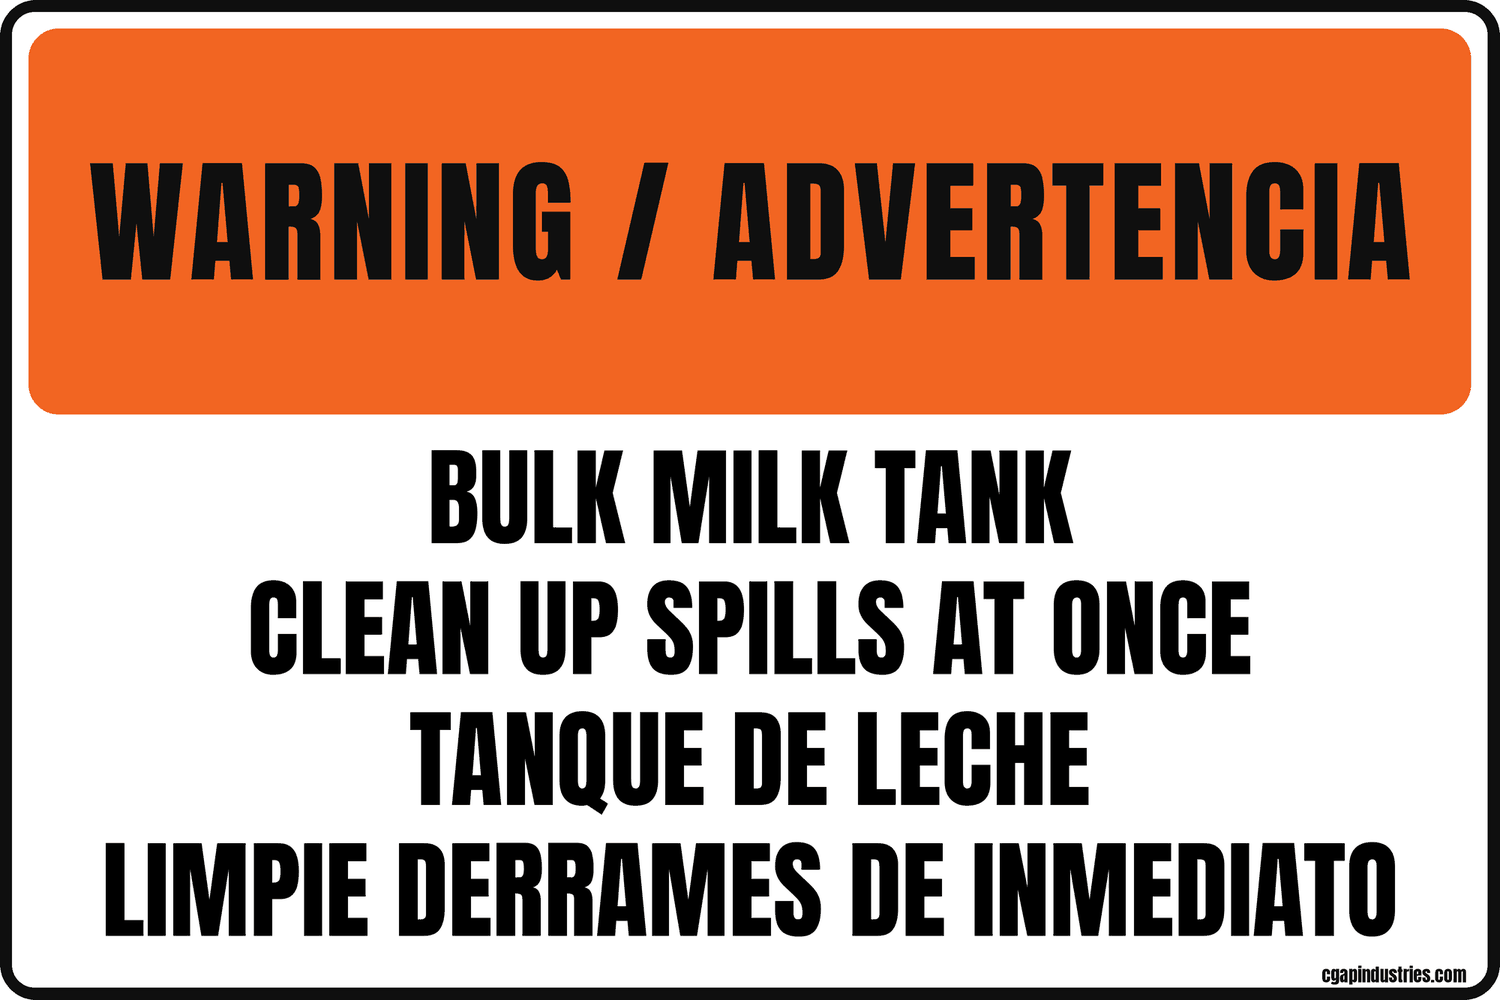 WARNING / ADVERTENCIA
BULK MILK TANK
CLEAN UP SPILLS AT ONCE
TANQUE DE LECHE
LIMPIE DERRAMES DE INMEDIATO
cgapindustries.com